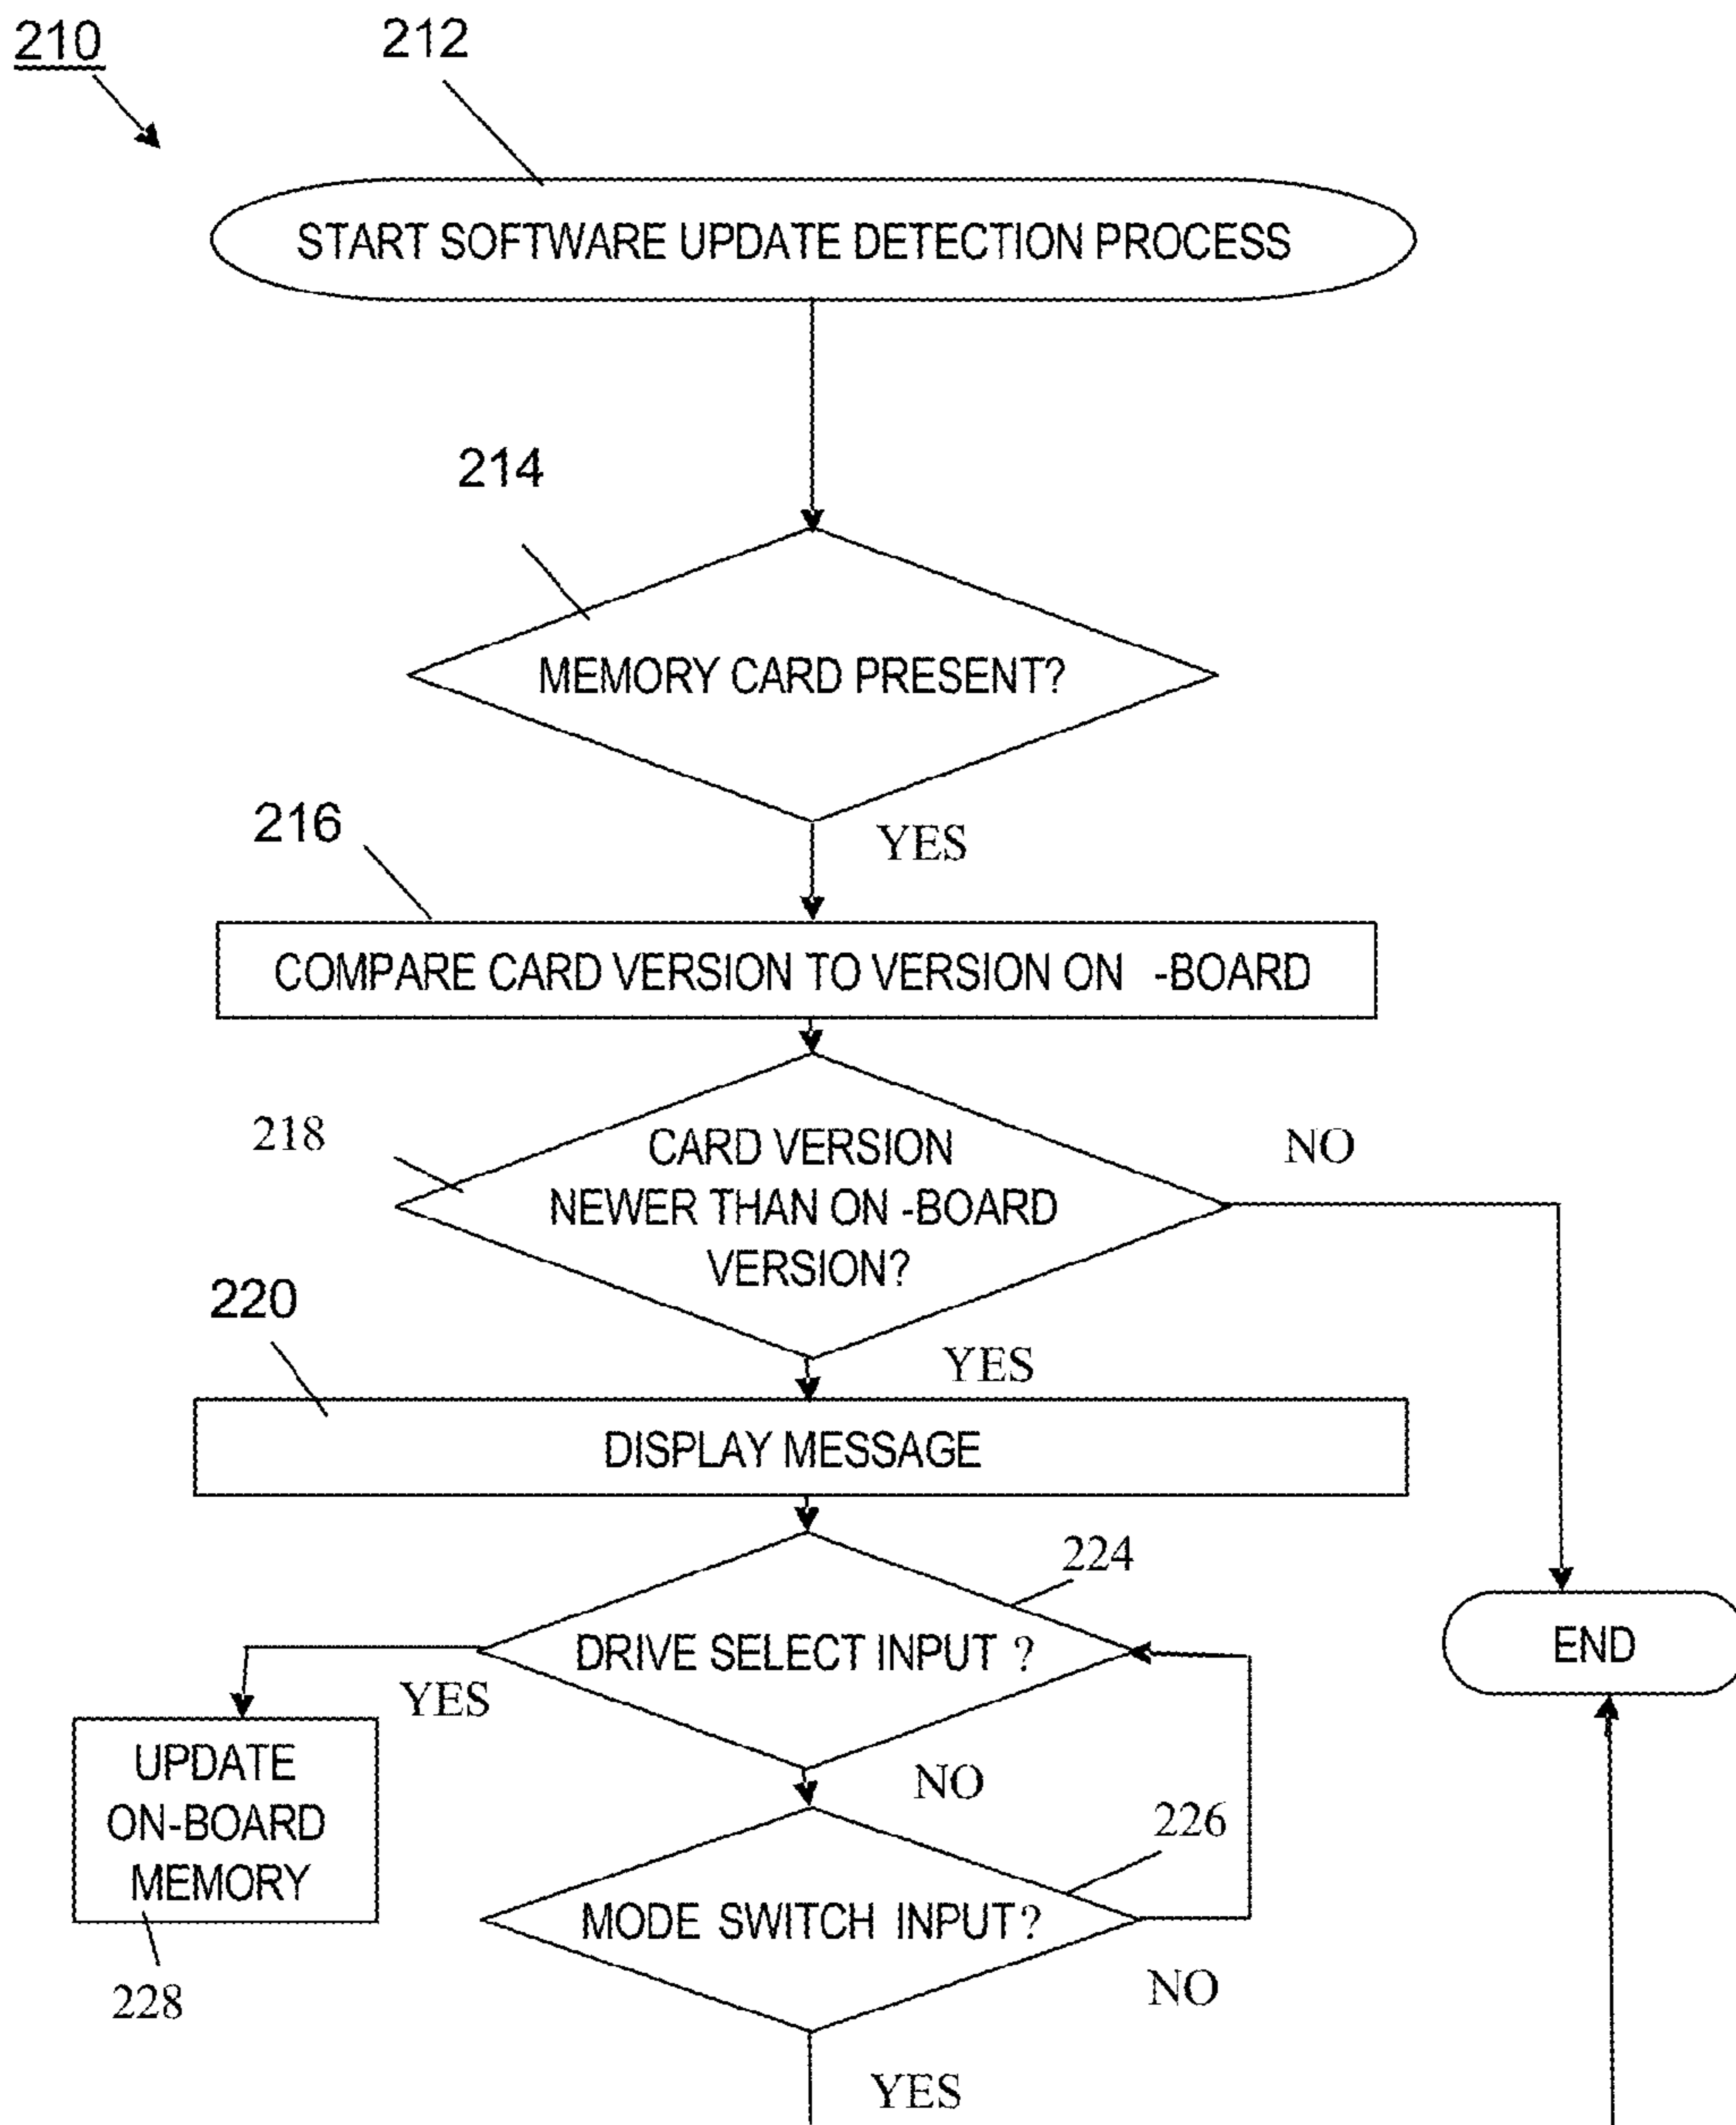 210
212
START SOFTWARE UPDATE DETECTION PROCESS
214
MEMORY CARD PRESENT?
YES
216
COMPARE CARD VERSION TO VERSION ON -BOARD
218
CARD VERSION
NEWER THAN ON -BOARD
VERSION?
NO
YES
220
DISPLAY MESSAGE
224
DRIVE SELECT INPUT ?
YES
NO
END
UPDATE
ON-BOARD
MEMORY
228
226
MODE SWITCH INPUT?
NO
YES